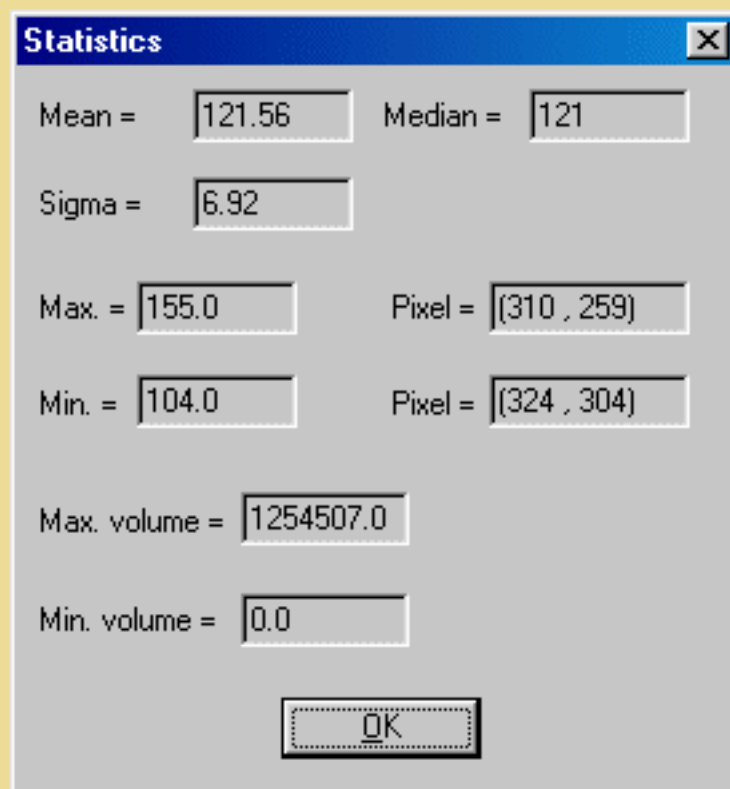 Statistics
Mean = 121.56 Median = 121
Sigma = 6.92
Max. = 155.0 Pixel = (310 , 259)
Min. = 104.0 Pixel = (324 , 304)
Max. volume = 1254507.0
Min. volume = 0.0
OK